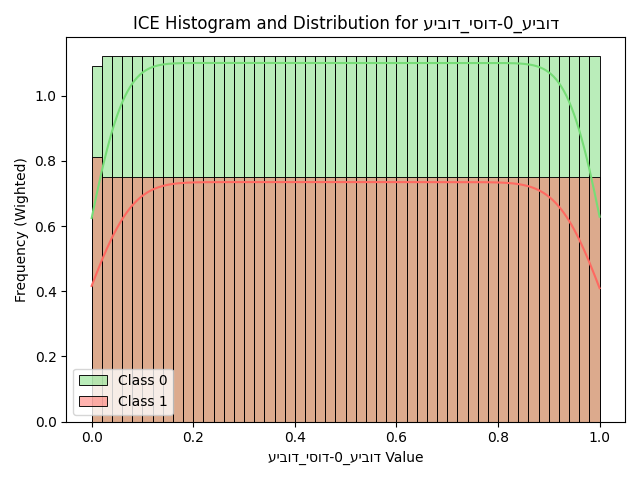 ICE Histogram and Distribution for עיבוד_יסוד-0_עיבוד
Frequency (Wighted)
1.0
0.8
0.6
0.4
0.2
0.0
Class 0
Class 1
0.0 0.2 0.4 0.6 0.8 1.0
עיבוד_יסוד-0_עיבוד Value